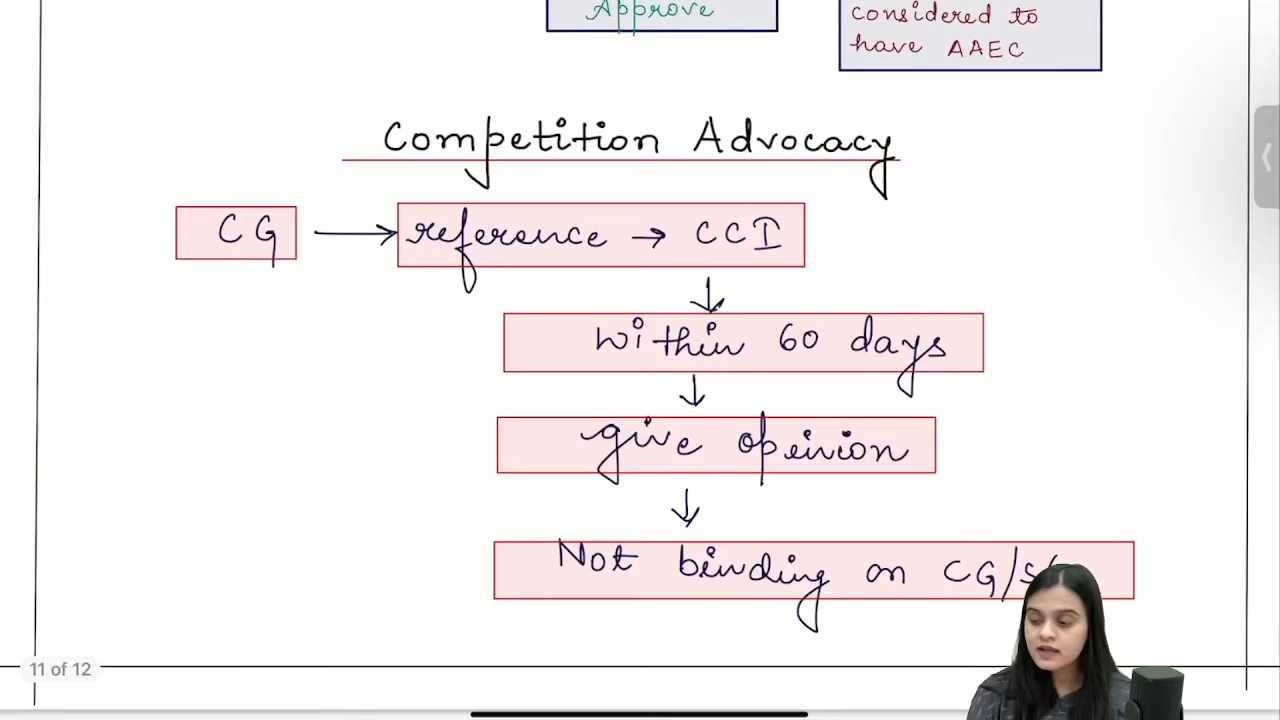 Approve
considered to
have AAEC
Competition Advocacy
CG → reference → CCI
↓
Within 60 days
↓
give opinion
↓
Not binding on CG/
11 of 12